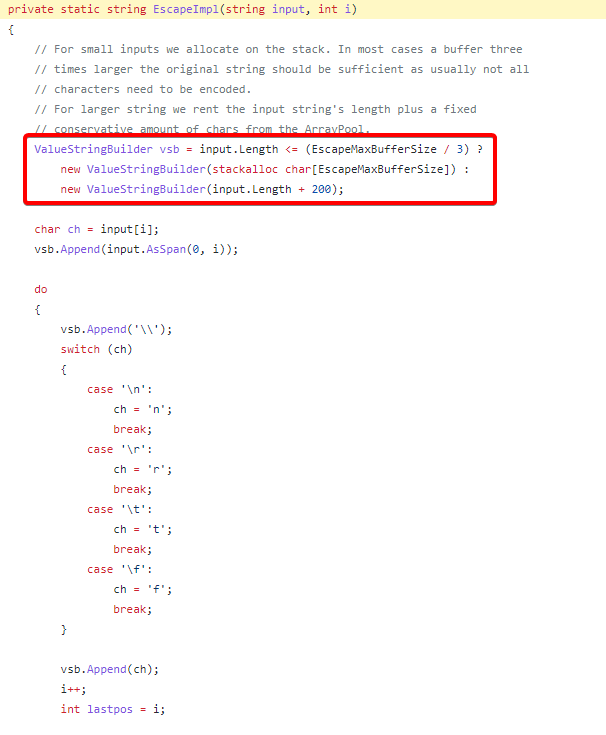 private static string EscapeImpl(string input, int i)
{
    // For small inputs we allocate on the stack. In most cases a buffer three
    // times larger the original string should be sufficient as usually not all
    // characters need to be encoded.
    // For larger string we rent the input string's length plus a fixed
    // conservative amount of chars from the ArrayPool.
    ValueStringBuilder vsb = input.Length <= (EscapeMaxBufferSize / 3) ?
        new ValueStringBuilder(stackalloc char[EscapeMaxBufferSize]) :
        new ValueStringBuilder(input.Length + 200);

    char ch = input[i];
    vsb.Append(input.AsSpan(0, i));

    do
    {
        vsb.Append('\\');
        switch (ch)
        {
            case '\n':
                ch = 'n';
                break;
            case '\r':
                ch = 'r';
                break;
            case '\t':
                ch = 't';
                break;
            case '\f':
                ch = 'f';
                break;
        }

        vsb.Append(ch);
        i++;
        int lastpos = i;